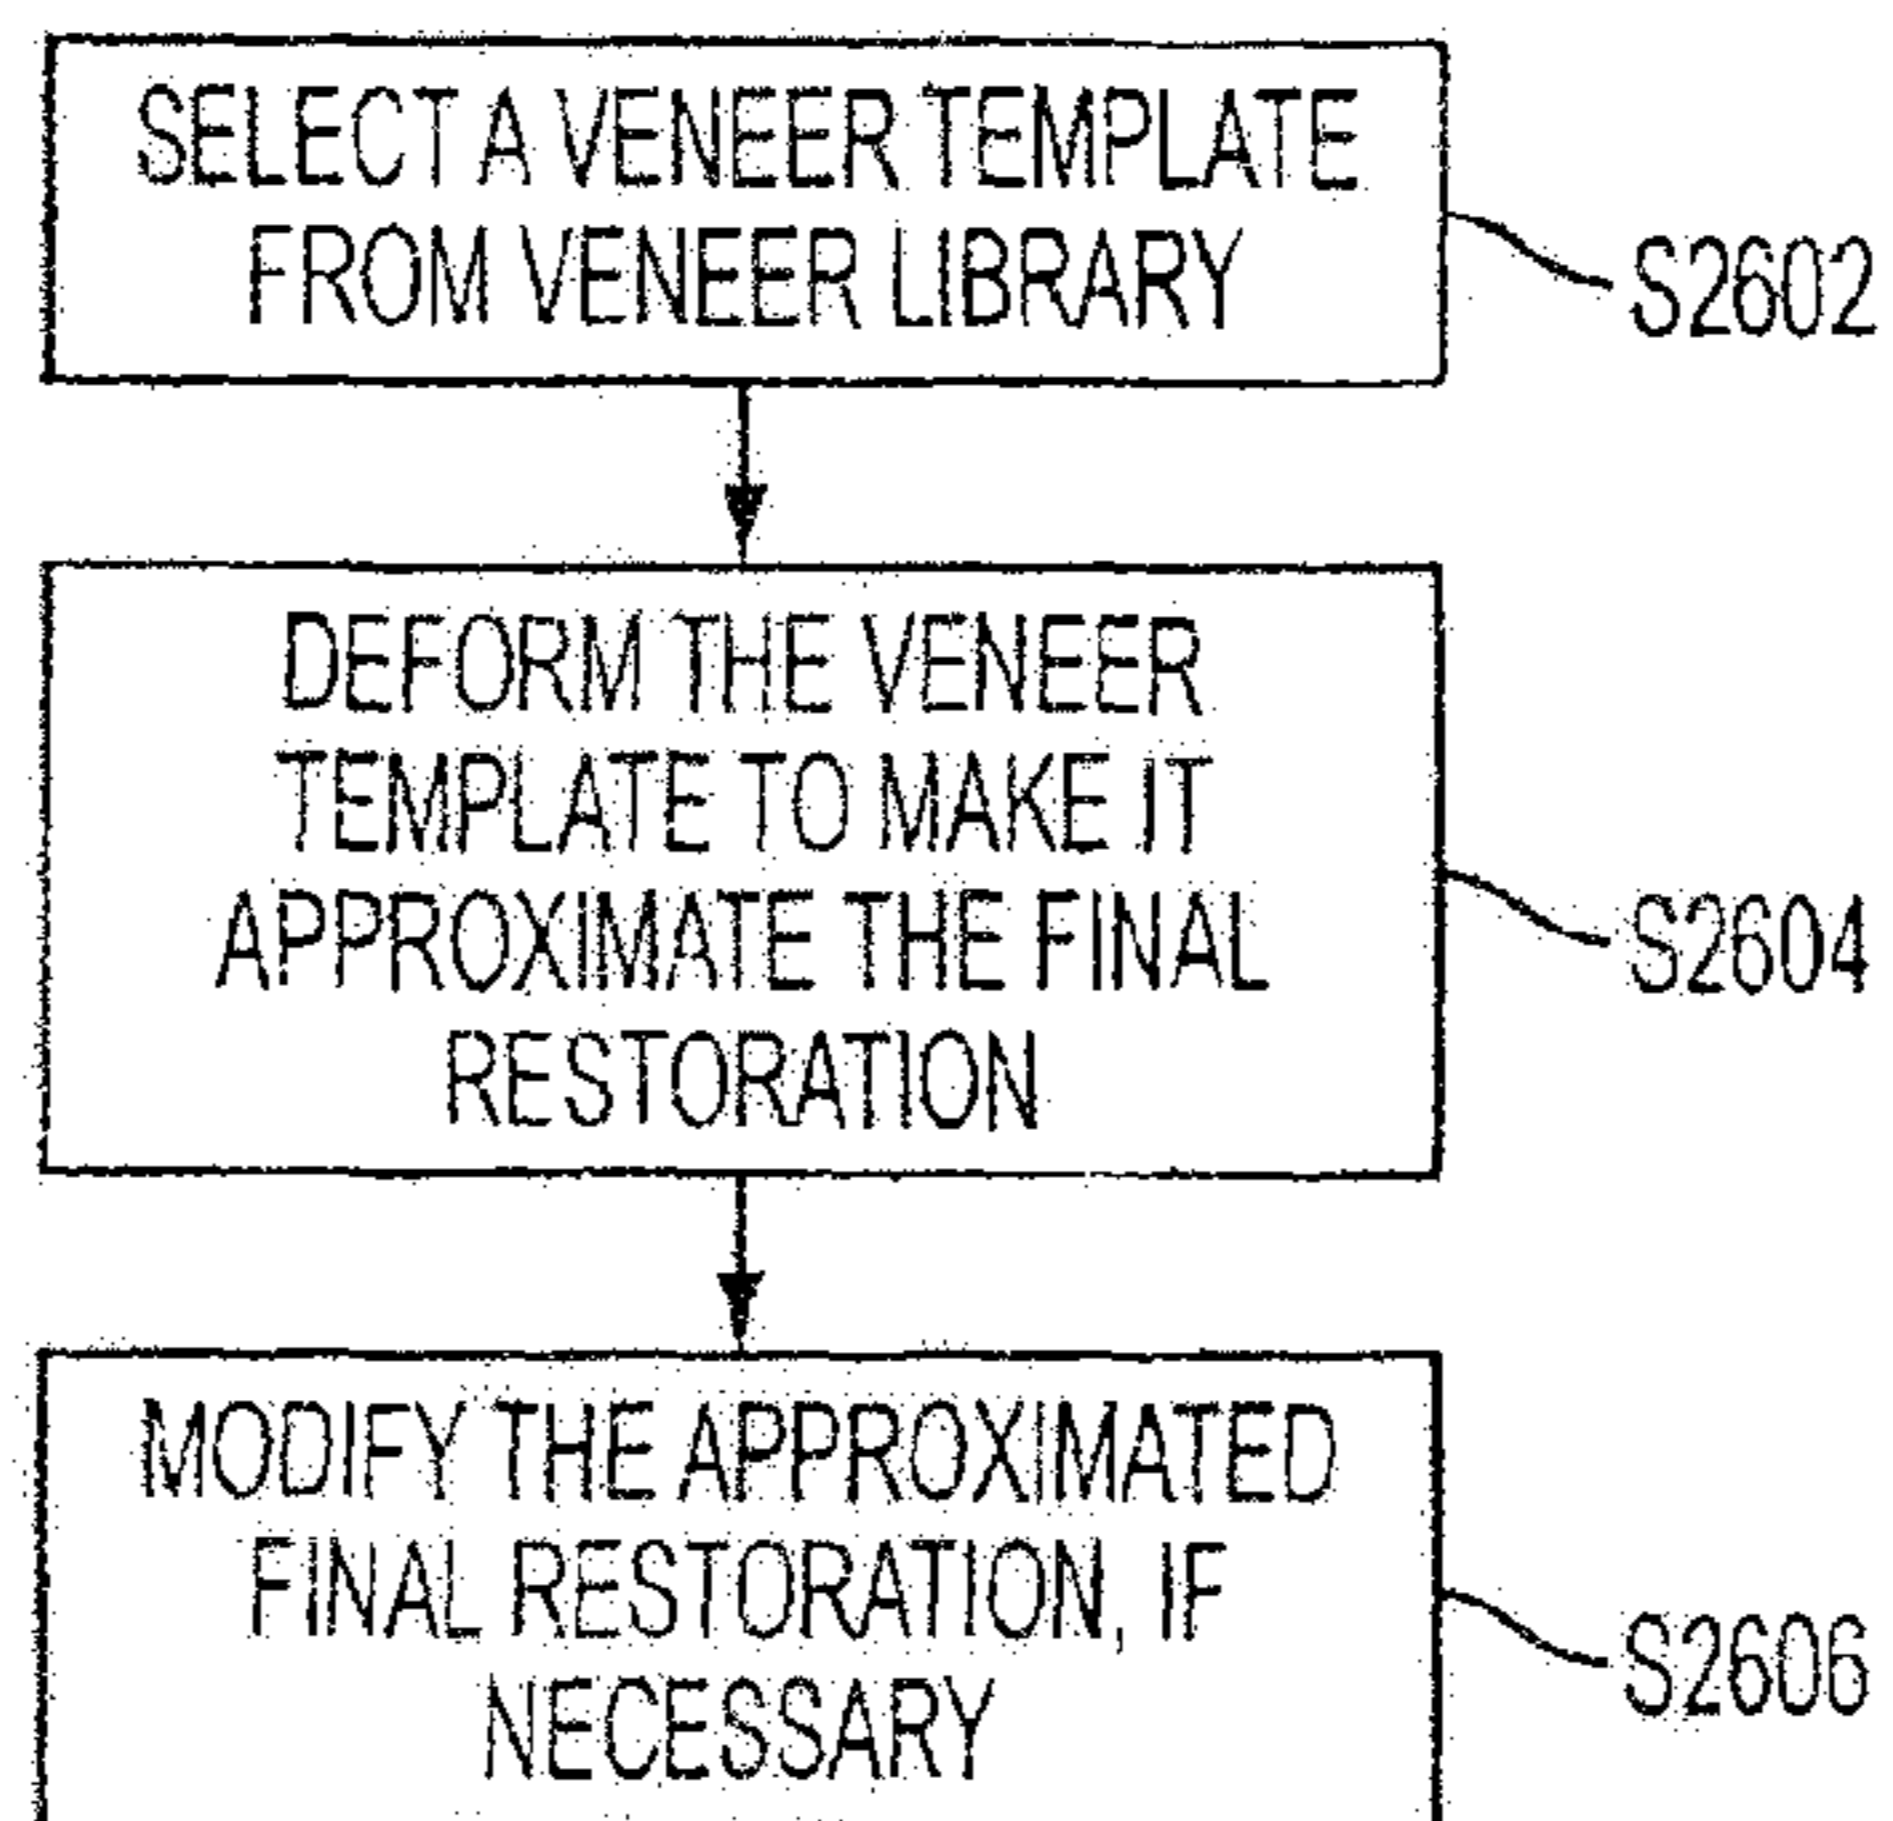 SELECT A VENEER TEMPLATE
FROM VENEER LIBRARY
S2602
DEFORM THE VENEER
TEMPLATE TO MAKE IT
APPROXIMATE THE FINAL
RESTORATION
S2604
MODIFY THE APPROXIMATED
FINAL RESTORATION, IF
NECESSARY
S2606